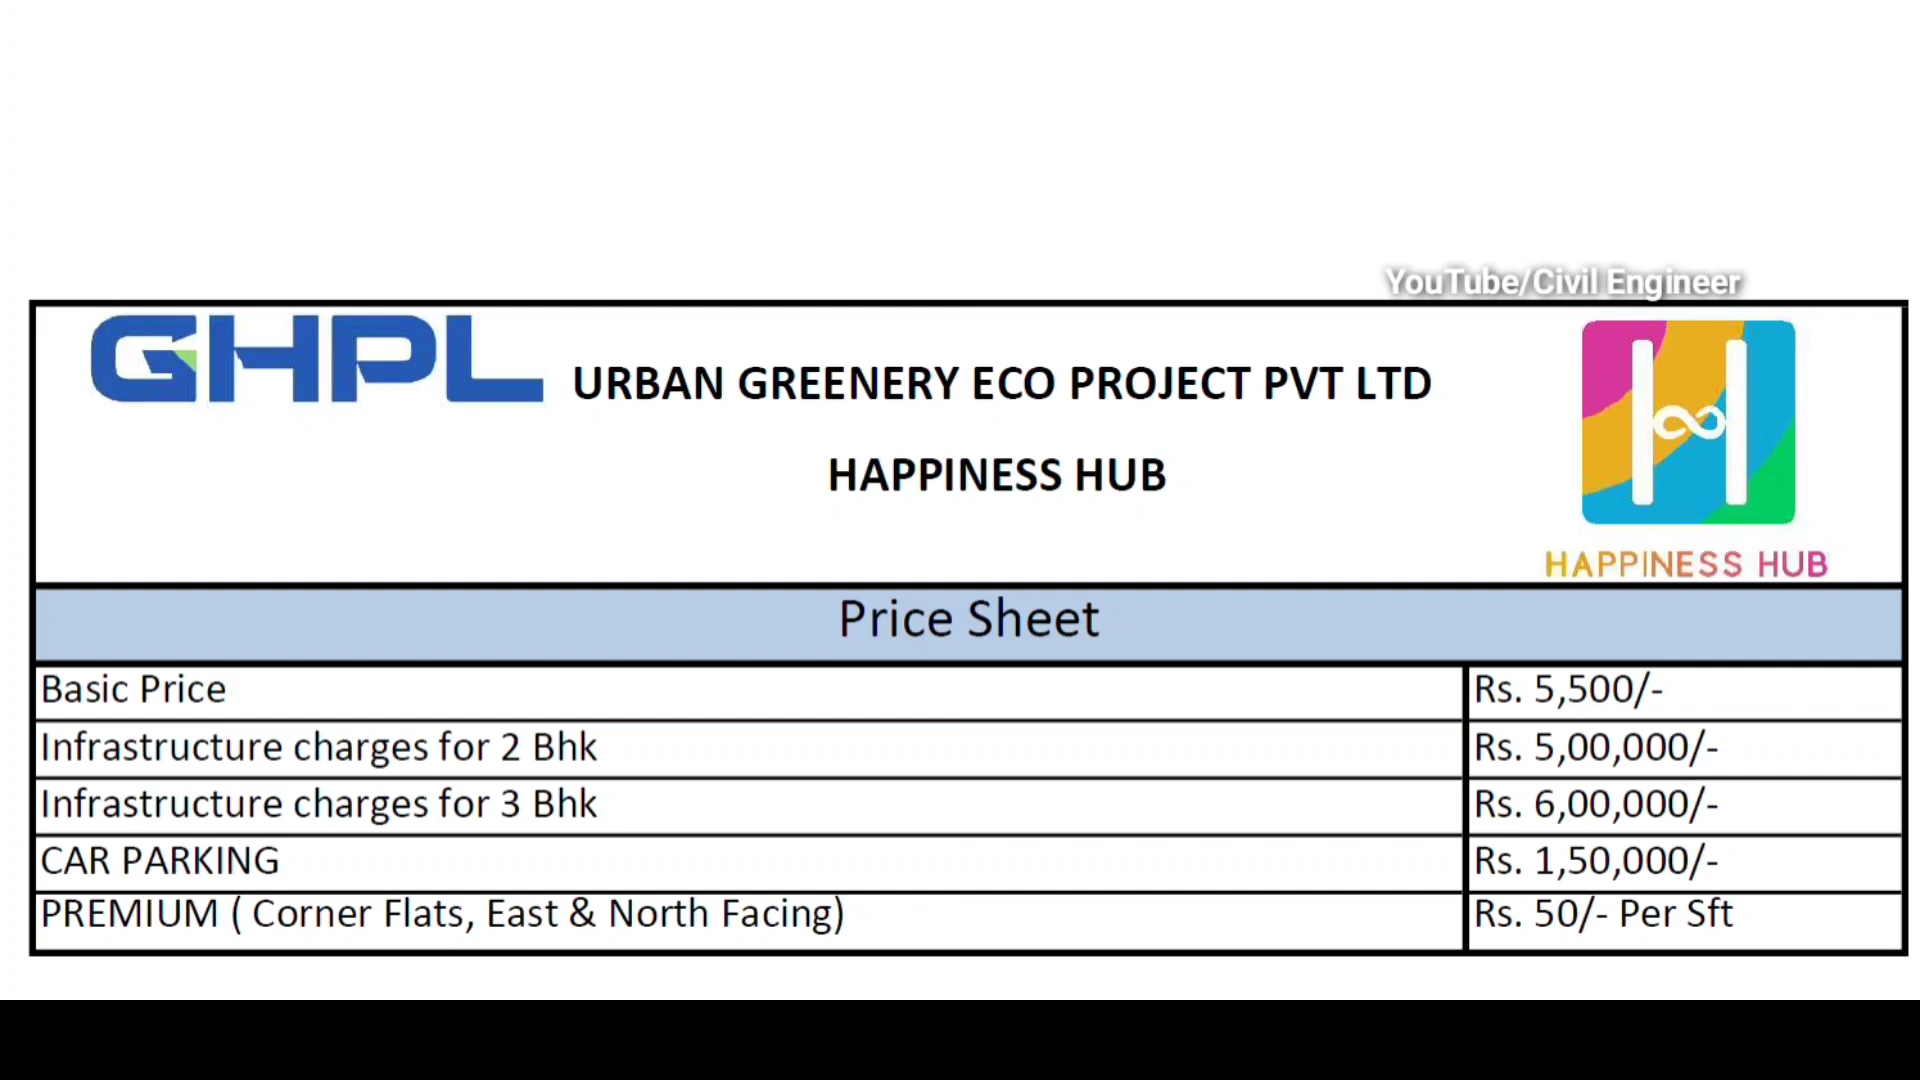 YouTube/Civil Engineer
GHPL
URBAN GREENERY ECO PROJECT PVT LTD
HAPPINESS HUB
HAPPINESS HUB
Price Sheet
Basic Price Rs. 5,500/-
Infrastructure charges for 2 Bhk Rs. 5,00,000/-
Infrastructure charges for 3 Bhk Rs. 6,00,000/-
CAR PARKING Rs. 1,50,000/-
PREMIUM ( Corner Flats, East & North Facing) Rs. 50/- Per Sft